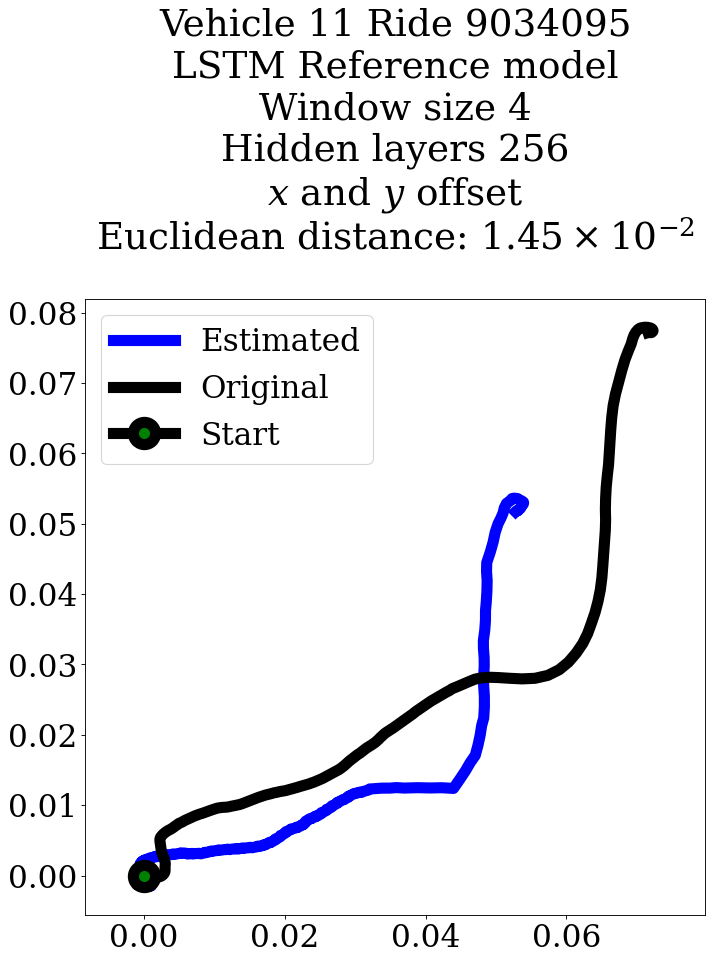 Vehicle 11 Ride 9034095
LSTM Reference model
Window size 4
Hidden layers 256
x and y offset
Euclidean distance: 1.45 × 10⁻²
0.08
0.07
0.06
0.05
0.04
0.03
0.02
0.01
0.00
Estimated
Original
Start
0.00 0.02 0.04 0.06